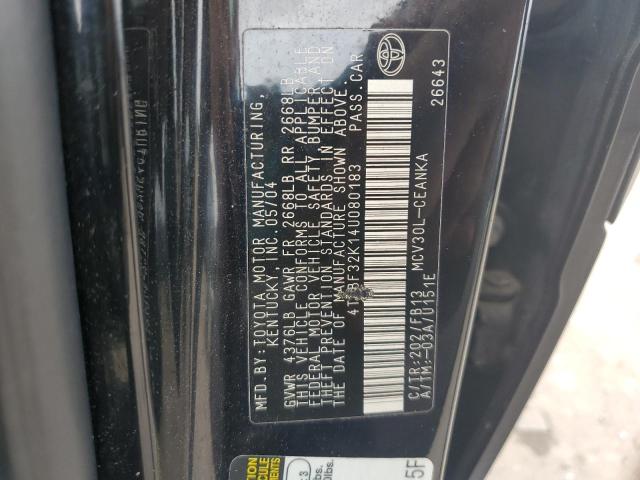 MFD.BY:TOYOTA MOTOR MANUFACTURING,
KENTUCKY, INC. 05/04
GVWR 4376LB GAWR FR 2668LB RR 2668LB
THIS VEHICLE CONFORMS TO ALL APPLICABLE
FEDERAL MOTOR VEHICLE SAFETY, BUMPER AND
THEFT PREVENTION STANDARDS IN EFFECT ON
THE DATE OF MANUFACTURE SHOWN ABOVE.
BF32K14U080183 PASS.CAR
MCV30L-CEANKA
C/TR:202/FB13
A/TM:-03A/U151E 26643
5F